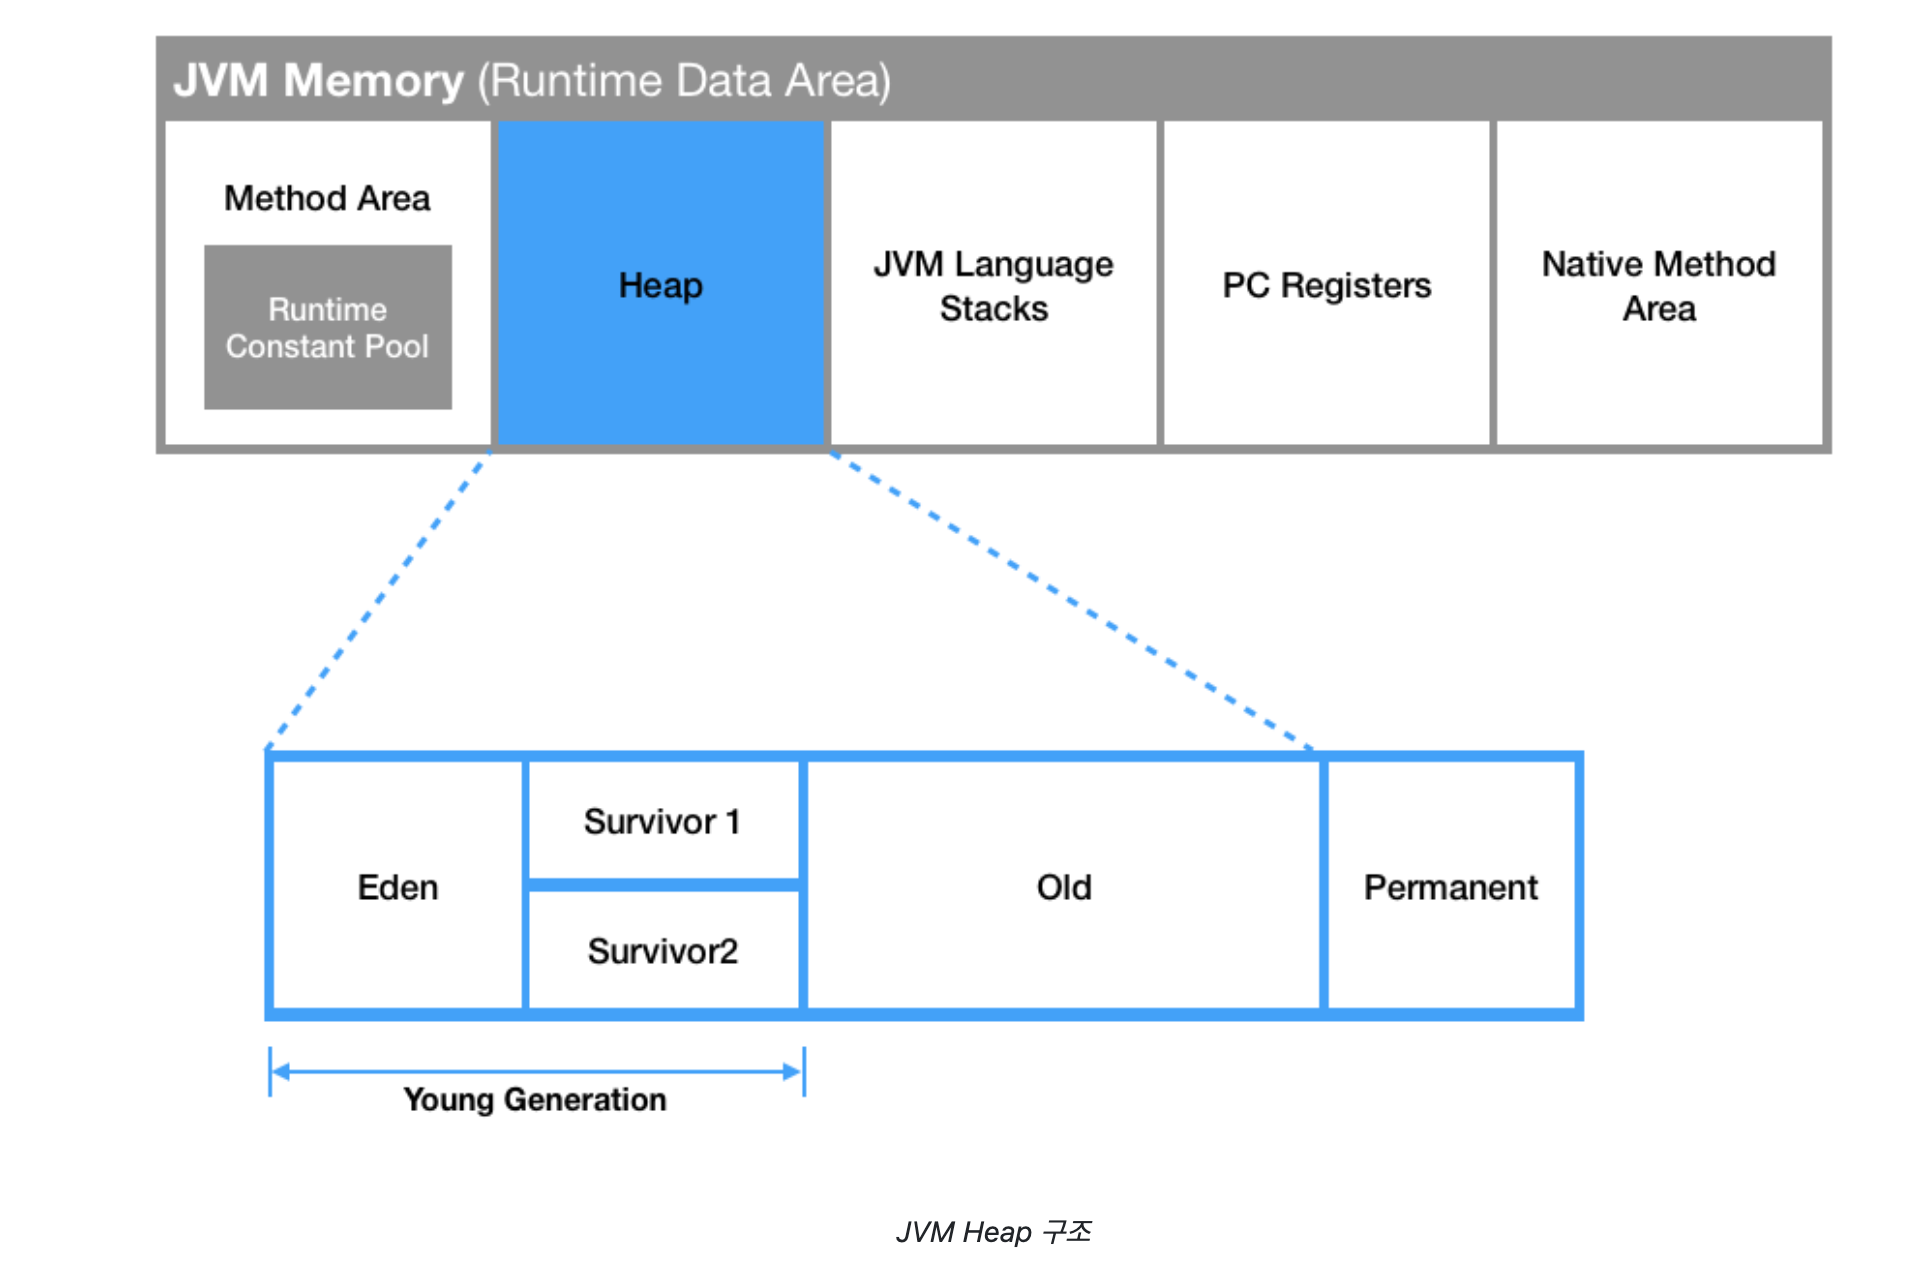 JVM Memory (Runtime Data Area)
Method Area
Runtime
Constant Pool
Heap
JVM Language
Stacks
PC Registers
Native Method
Area
Eden
Survivor 1
Survivor2
Old
Permanent
Young Generation
JVM Heap 구조